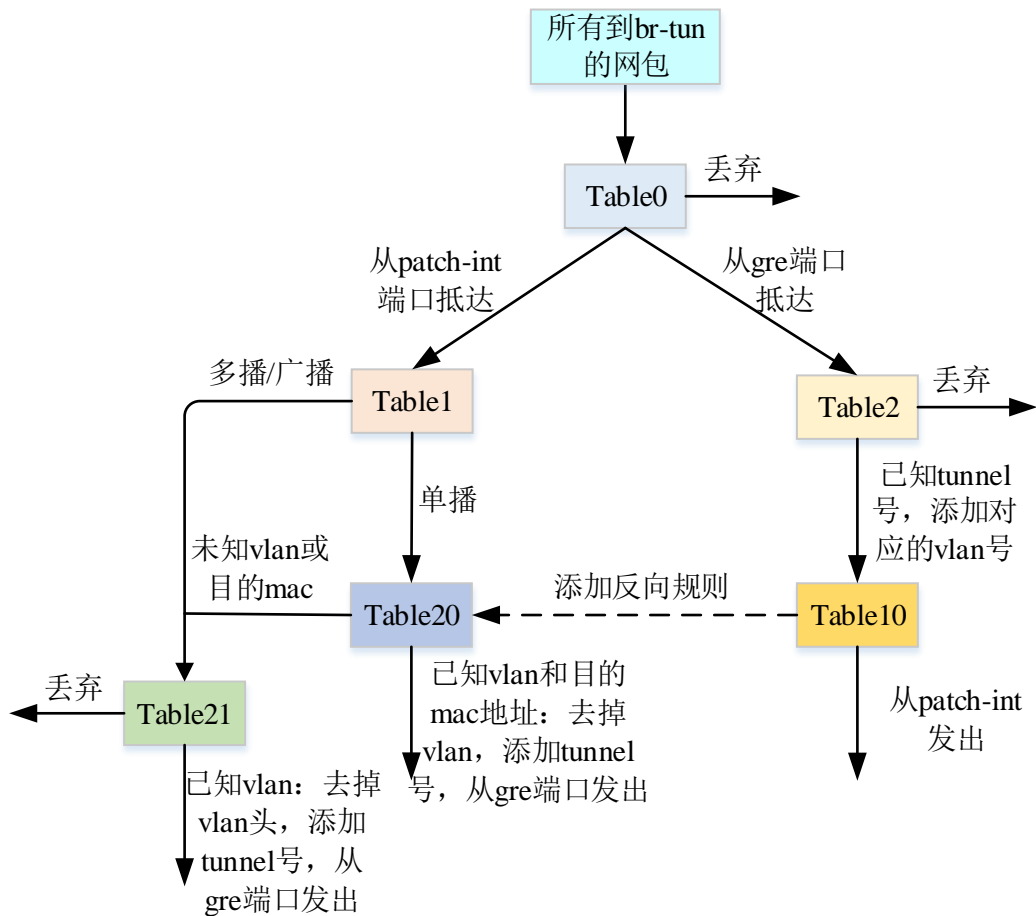 所有到br-tun
的网包
Table0
丢弃
从patch-int
端口抵达
从gre端口
抵达
多播/广播
Table1
Table2
丢弃
单播
已知tunnel
号，添加对
应的vlan号
未知vlan或
目的mac
Table20
添加反向规则
Table10
丢弃
Table21
已知vlan和目的
mac地址：去掉
vlan，添加tunnel
号，从gre端口发出
从patch-int
发出
已知vlan：去掉
vlan头，添加
tunnel号，从
gre端口发出